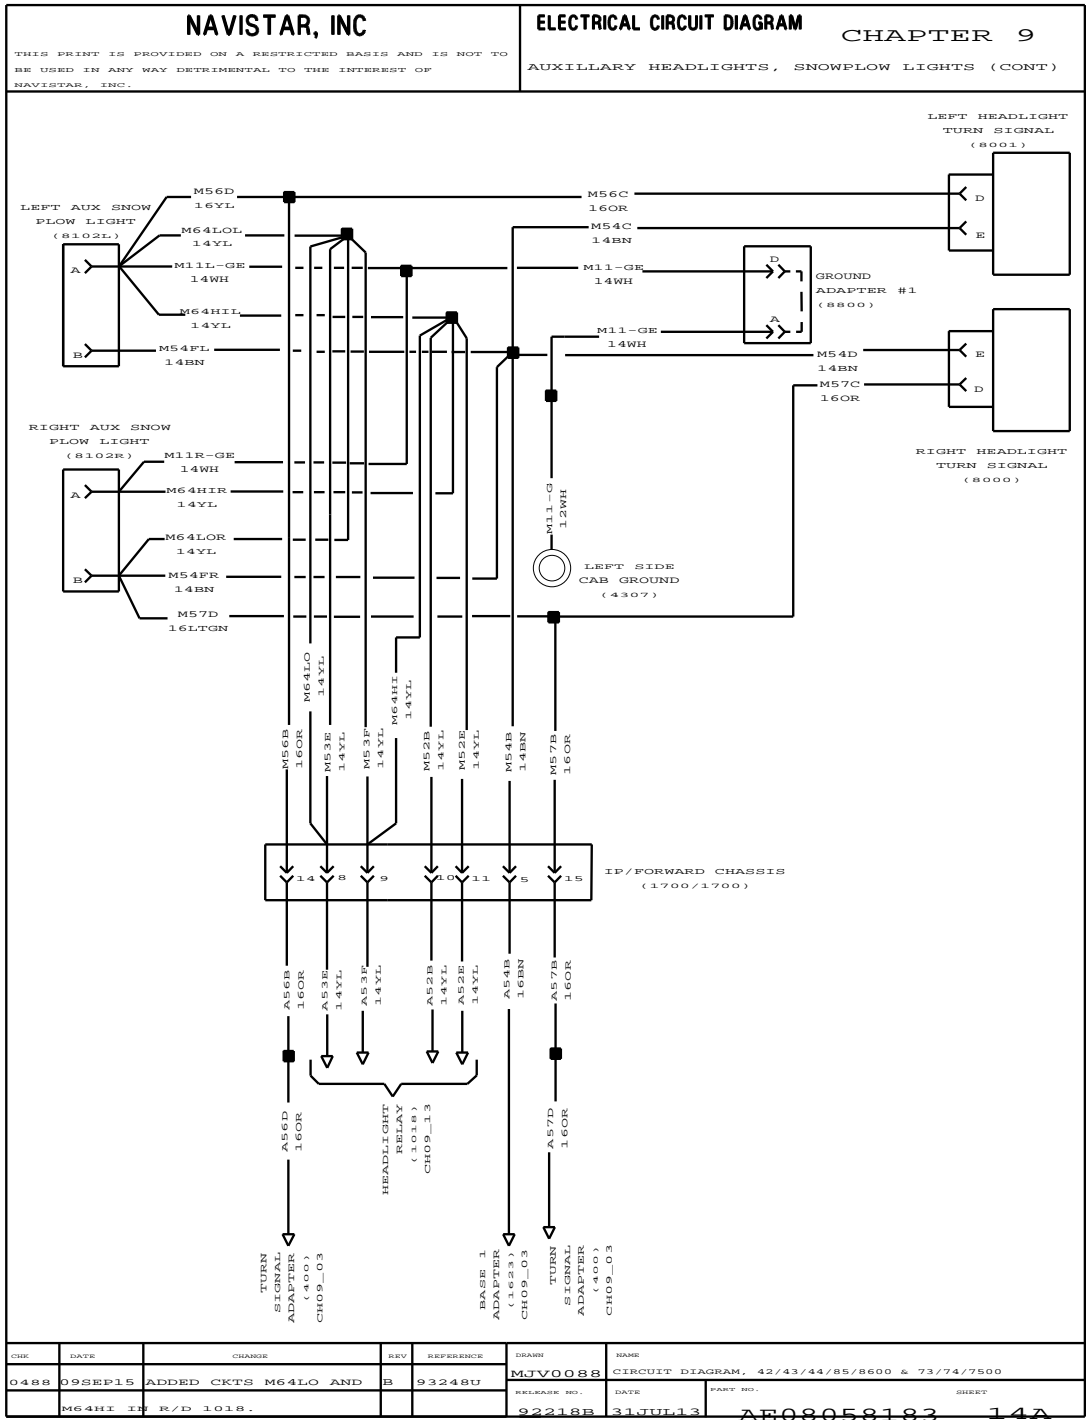 NAVISTAR, INC
THIS PRINT IS PROVIDED ON A RESTRICTED BASIS AND IS NOT TO
BE USED IN ANY WAY DETRIMENTAL TO THE INTEREST OF
NAVISTAR, INC.
ELECTRICAL CIRCUIT DIAGRAM
CHAPTER 9
AUXILLARY HEADLIGHTS, SNOWPLOW LIGHTS (CONT)
LEFT HEADLIGHT
TURN SIGNAL
(8001)
D
E
LEFT AUX SNOW
PLOW LIGHT
(8102L)
A
B
M56D
16YL
M64LOL
14YL
M11L-GE
14WH
M64HIL
14YL
M54FL
14BN
M56C
16OR
M54C
14BN
M11-GE
14WH
M11-GE
14WH
D
A
GROUND
ADAPTER #1
(8800)
M54D
14BN
M57C
16OR
E
D
RIGHT HEADLIGHT
TURN SIGNAL
(8000)
RIGHT AUX SNOW
PLOW LIGHT
(8102R)
A
B
M11R-GE
14WH
M64HIR
14YL
M64LOR
14YL
M54FR
14BN
M57D
16LTGN
M11-G
12WH
LEFT SIDE
CAB GROUND
(4307)
M64LO
14YL
M64HI
14YL
M56B
16OR
M53E
14YL
M53F
14YL
M52B
14YL
M52E
14YL
M54B
14BN
M57B
16OR
14
8
9
10
11
5
15
IP/FORWARD CHASSIS
(1700/1700)
A56B
16OR
A53E
14YL
A53F
14YL
A52B
14YL
A52E
14YL
A54B
16BN
A57B
16OR
A56D
16OR
HEADLIGHT
RELAY
(1018)
CH09_13
A57D
16OR
TURN
SIGNAL
ADAPTER
(400)
CH09_03
BASE 1
ADAPTER
(1623)
CH09_03
TURN
SIGNAL
ADAPTER
(400)
CH09_03
CHK DATE CHANGE REV REFERENCE
0488 09SEP15 ADDED CKTS M64LO AND B 93248U
M64HI IN R/D 1018.
DRAWN
MJV0088
NAME
CIRCUIT DIAGRAM, 42/43/44/85/8600 & 73/74/7500
RELEASE NO.
92218B
DATE
31JUL13
PART NO.
AE08058183
SHEET
14A